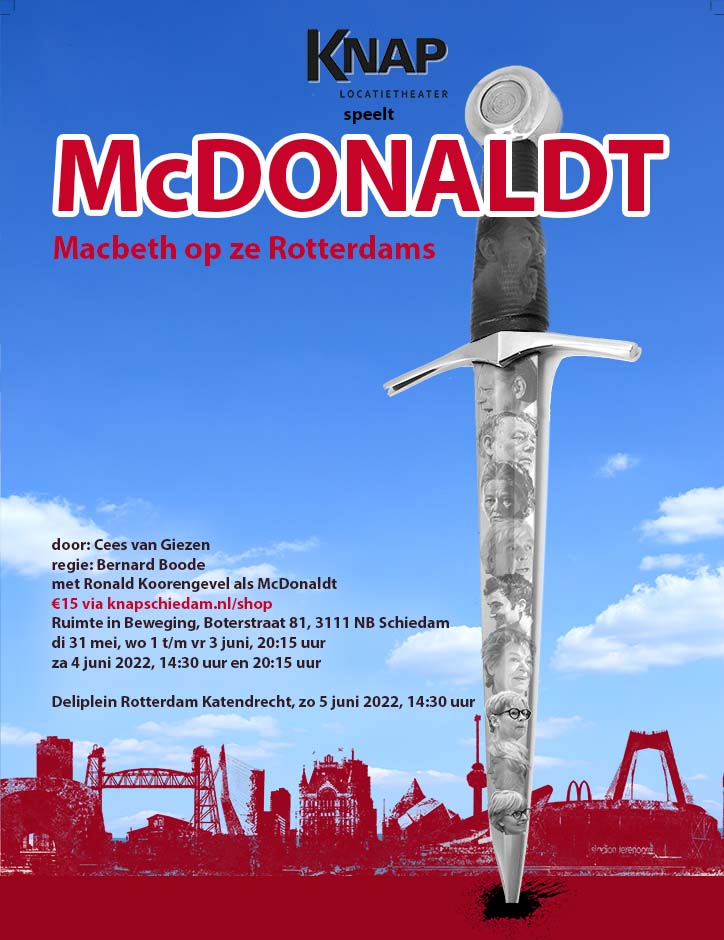 KNAP
LOCATIETHEATER
speelt
McDONALDT
Macbeth op ze Rotterdams
door: Cees van Giezen
regie: Bernard Boode
met Ronald Koorengevel als McDonaldt
€15 via knapschiedam.nl/shop
Ruimte in Beweging, Boterstraat 81, 3111 NB Schiedam
di 31 mei, wo 1 t/m vr 3 juni, 20:15 uur
za 4 juni 2022, 14:30 uur en 20:15 uur
Deliplein Rotterdam Katendrecht, zo 5 juni 2022, 14:30 uur